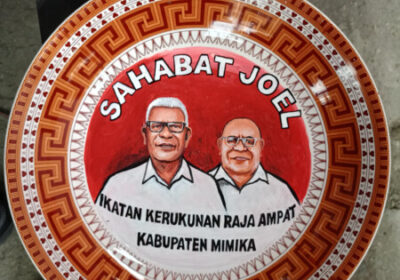 SAHABAT JOEL
IKATAN KERUKUNAN RAJA AMPAT
KABUPATEN MIMIKA